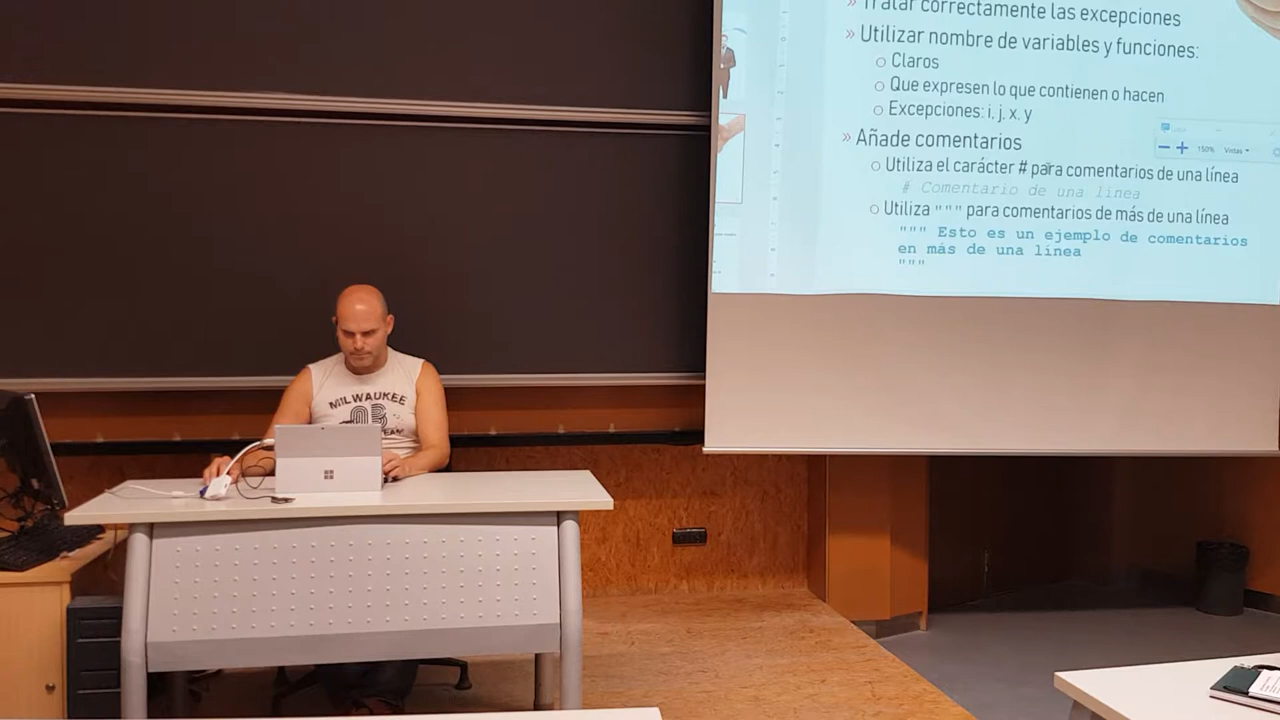 » Tratar correctamente las excepciones
» Utilizar nombre de variables y funciones:
○ Claros
○ Que expresen lo que contienen o hacen
○ Excepciones: i, j, x. y
» Añade comentarios
150% Vistas
○ Utiliza el carácter # para comentarios de una línea
# Comentario de una línea
○ Utiliza """ para comentarios de más de una línea
""" Esto es un ejemplo de comentarios
en más de una línea
"""
MILWAUKEE